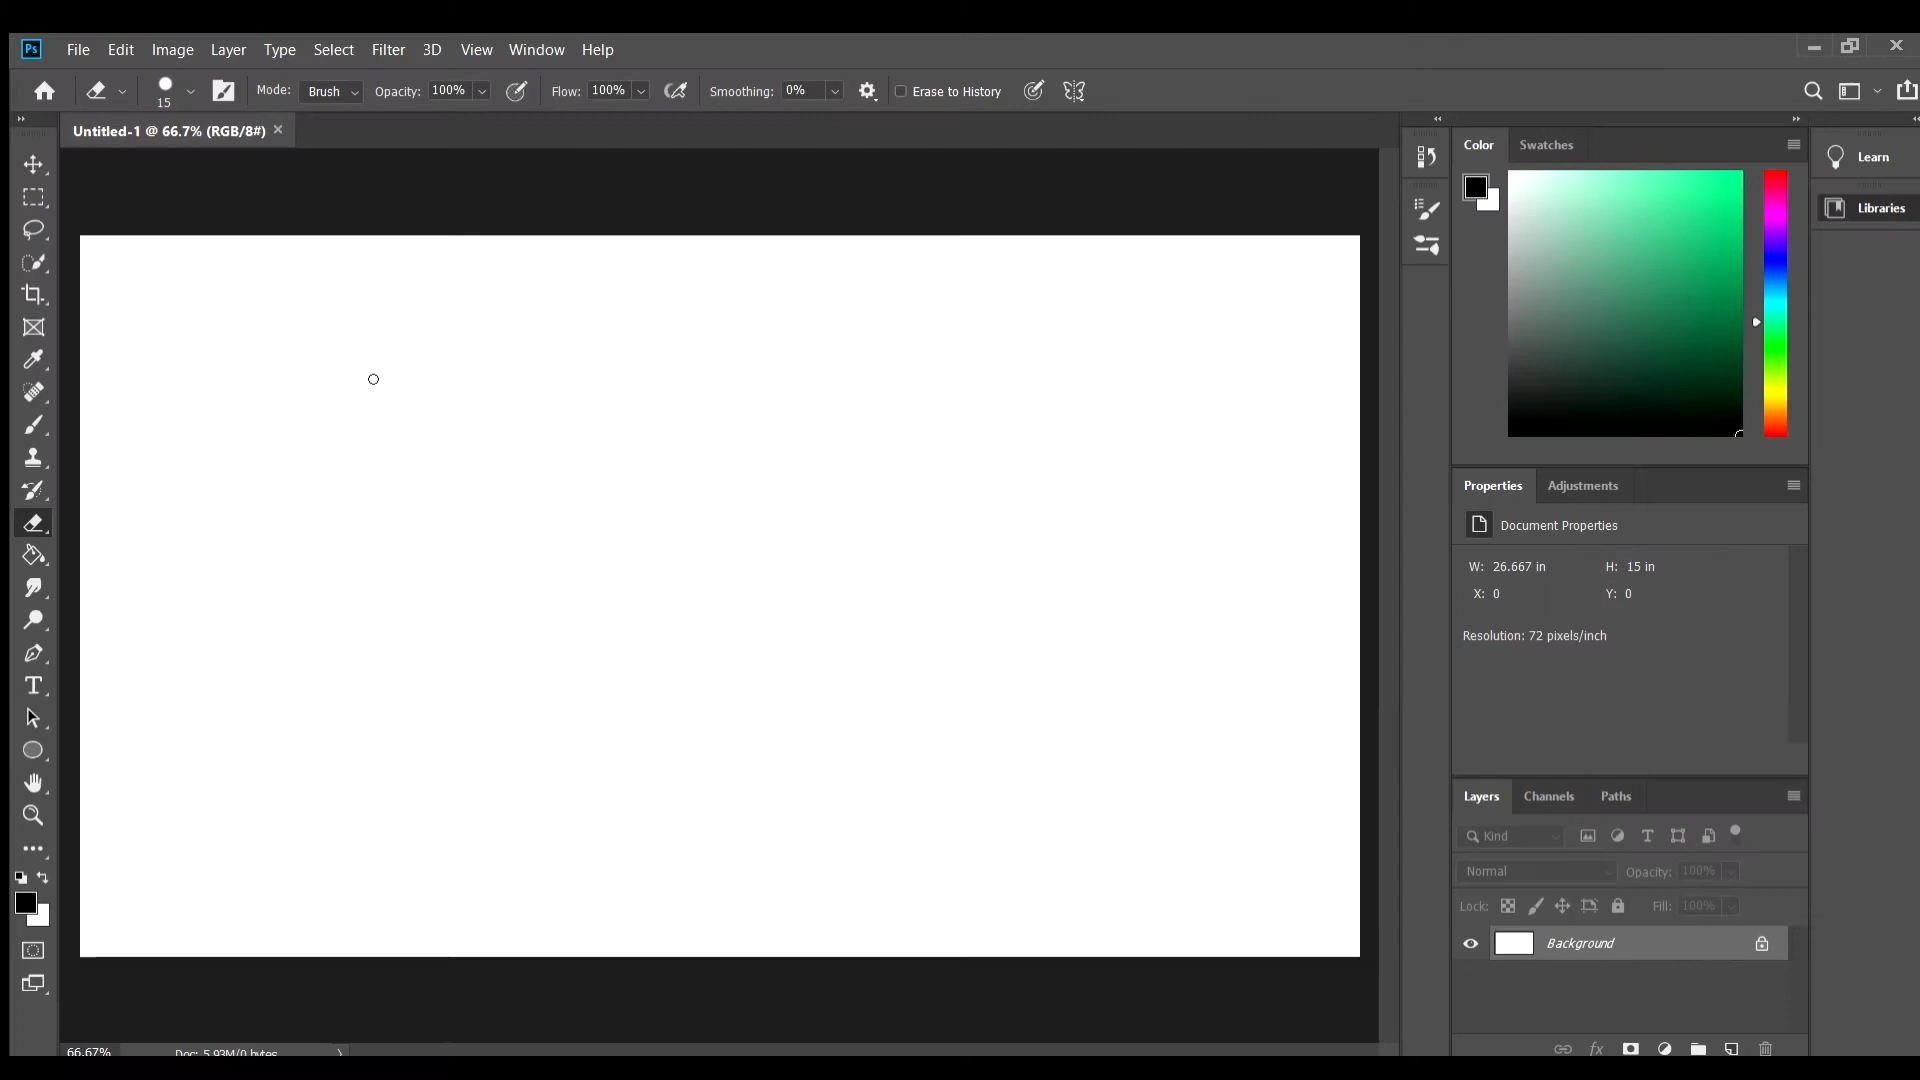 Ps File Edit Image Layer Type Select Filter 3D View Window Help
15 Mode: Brush Opacity: 100% Flow: 100% Smoothing: 0% Erase to History
Untitled-1 @ 66.7% (RGB/8#) ×
Color Swatches
Learn
Libraries
Properties Adjustments
Document Properties
W: 26.667 in H: 15 in
X: 0 Y: 0
Resolution: 72 pixels/inch
Layers Channels Paths
Kind
Normal Opacity: 100%
Lock: Fill: 100%
Background
fx
66.67% Doc: 5.93M/0 bytes